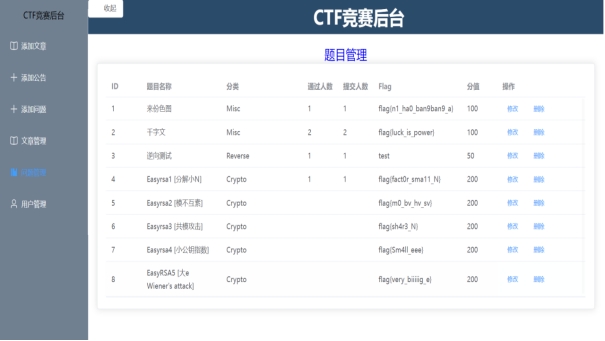 CTF竞赛后台
收起
CTF竞赛后台
添加文章
添加公告
添加问题
文章管理
用户管理
题目管理
ID 题目名称 分类 通过人数 提交人数 Flag 分值 操作
1 来份色图 Misc 1 1 flag(n1_ha0_ban9ban9_a) 100 修改 删除
2 千字文 Misc 2 2 flag(luck_is_power) 100 修改 删除
3 逆向测试 Reverse 1 1 test 50 修改 删除
4 Easyrsa1 [分解小N] Crypto 1 1 flag(fact0r_sma11_N) 200 修改 删除
5 Easyrsa2 [模不互素] Crypto flag(m0_bv_hv_sv) 200 修改 删除
6 Easyrsa3 [共模攻击] Crypto flag(sh4r3_N) 200 修改 删除
7 Easyrsa4 [小公钥指数] Crypto flag(Sm4ll_eee) 200 修改 删除
8 EasyRSA5 [大e Crypto flag(very_biiiiig_e) 200 修改 删除
Wiener's attack]